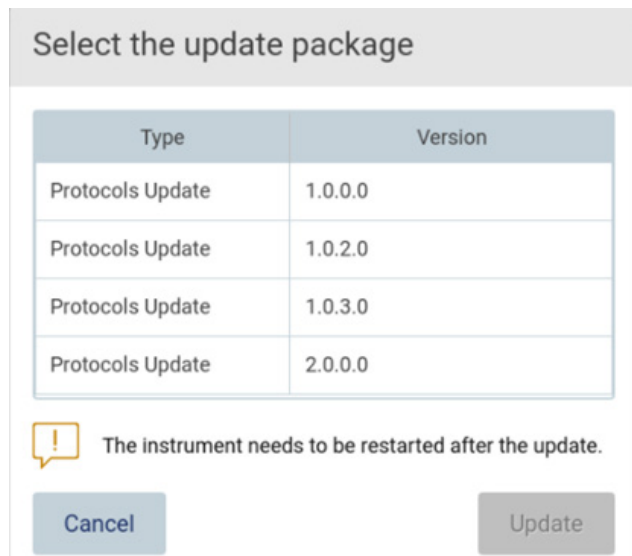 Select the update package
Type Version
Protocols Update 1.0.0.0
Protocols Update 1.0.2.0
Protocols Update 1.0.3.0
Protocols Update 2.0.0.0
! The instrument needs to be restarted after the update.
Cancel Update